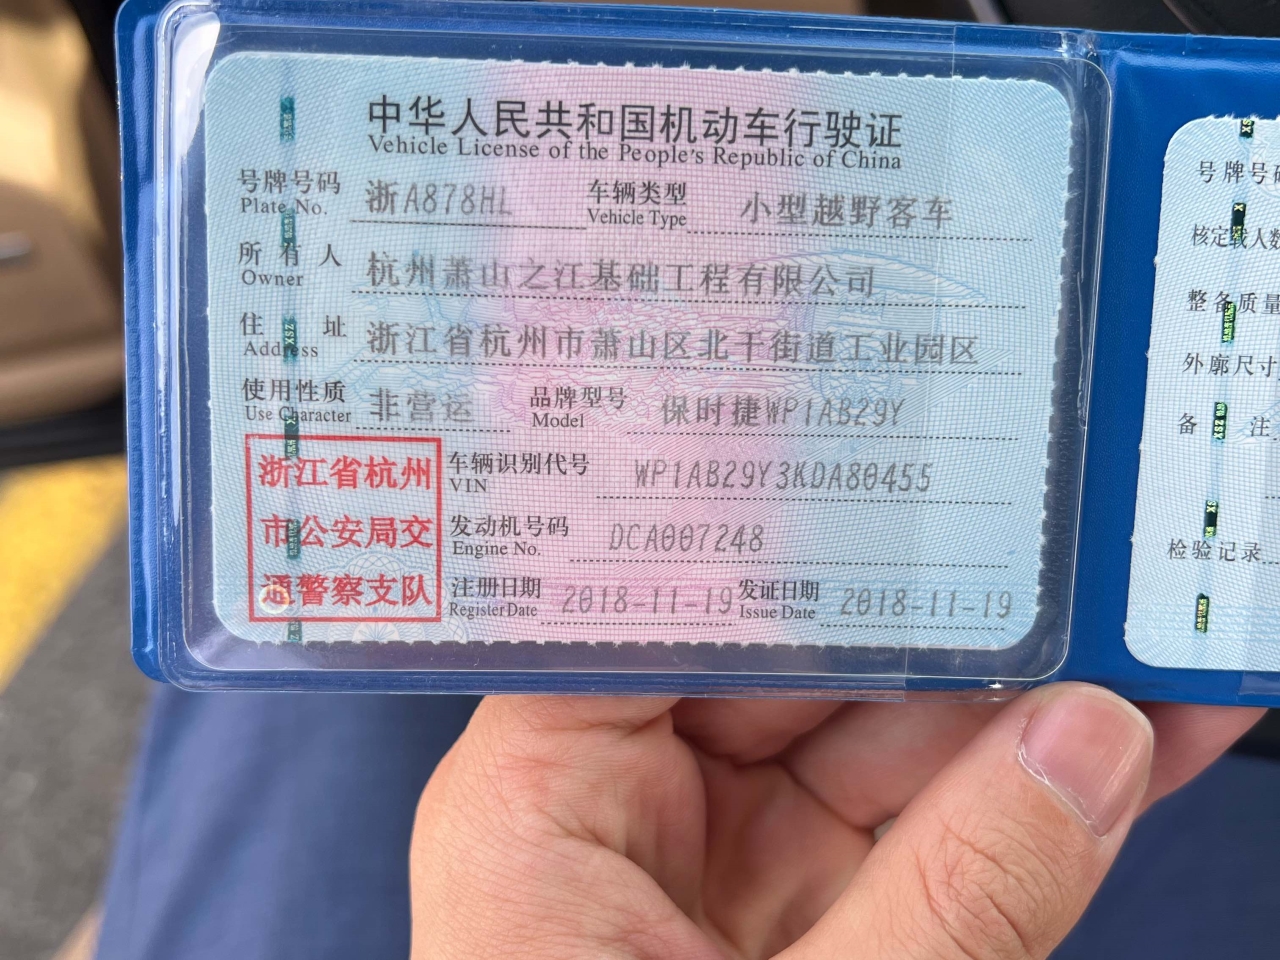 中华人民共和国机动车行驶证
Vehicle License of the People's Republic of China
号牌号码 浙A878HL 车辆类型 小型越野客车
Plate No. Vehicle Type
所有人 杭州萧山之江基础工程有限公司
Owner
住址 浙江省杭州市萧山区北干街道工业园区
Address
使用性质 非营运 品牌型号 保时捷WP1AB29Y
Use Character Model
浙江省杭州
市公安局交
通警察支队
车辆识别代号 WP1AB29Y3KDA80455
VIN
发动机号码 DCA007248
Engine No.
注册日期 2018-11-19 发证日期 2018-11-19
Register Date Issue Date
号牌号码
核定载人数
整备质量
外廓尺寸
备注
检验记录